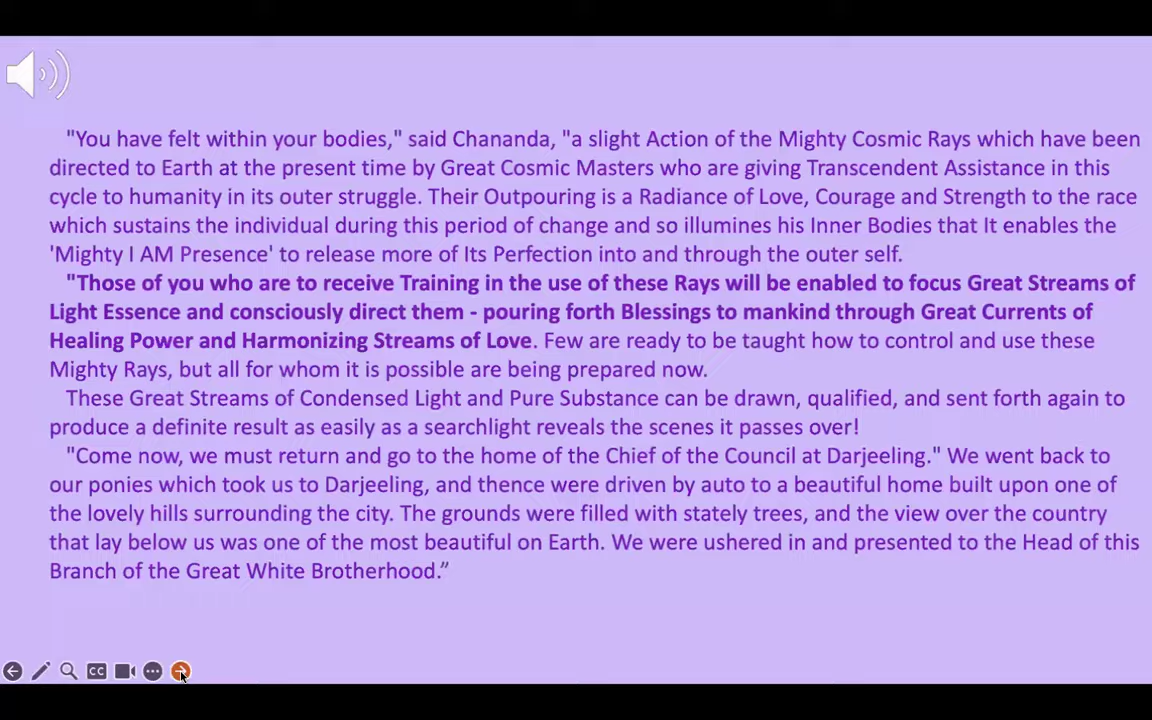 "You have felt within your bodies," said Chananda, "a slight Action of the Mighty Cosmic Rays which have been
directed to Earth at the present time by Great Cosmic Masters who are giving Transcendent Assistance in this
cycle to humanity in its outer struggle. Their Outpouring is a Radiance of Love, Courage and Strength to the race
which sustains the individual during this period of change and so illumines his Inner Bodies that It enables the
'Mighty I AM Presence' to release more of Its Perfection into and through the outer self.
"Those of you who are to receive Training in the use of these Rays will be enabled to focus Great Streams of
Light Essence and consciously direct them - pouring forth Blessings to mankind through Great Currents of
Healing Power and Harmonizing Streams of Love. Few are ready to be taught how to control and use these
Mighty Rays, but all for whom it is possible are being prepared now.
These Great Streams of Condensed Light and Pure Substance can be drawn, qualified, and sent forth again to
produce a definite result as easily as a searchlight reveals the scenes it passes over!
"Come now, we must return and go to the home of the Chief of the Council at Darjeeling." We went back to
our ponies which took us to Darjeeling, and thence were driven by auto to a beautiful home built upon one of
the lovely hills surrounding the city. The grounds were filled with stately trees, and the view over the country
that lay below us was one of the most beautiful on Earth. We were ushered in and presented to the Head of this
Branch of the Great White Brotherhood.”
CC